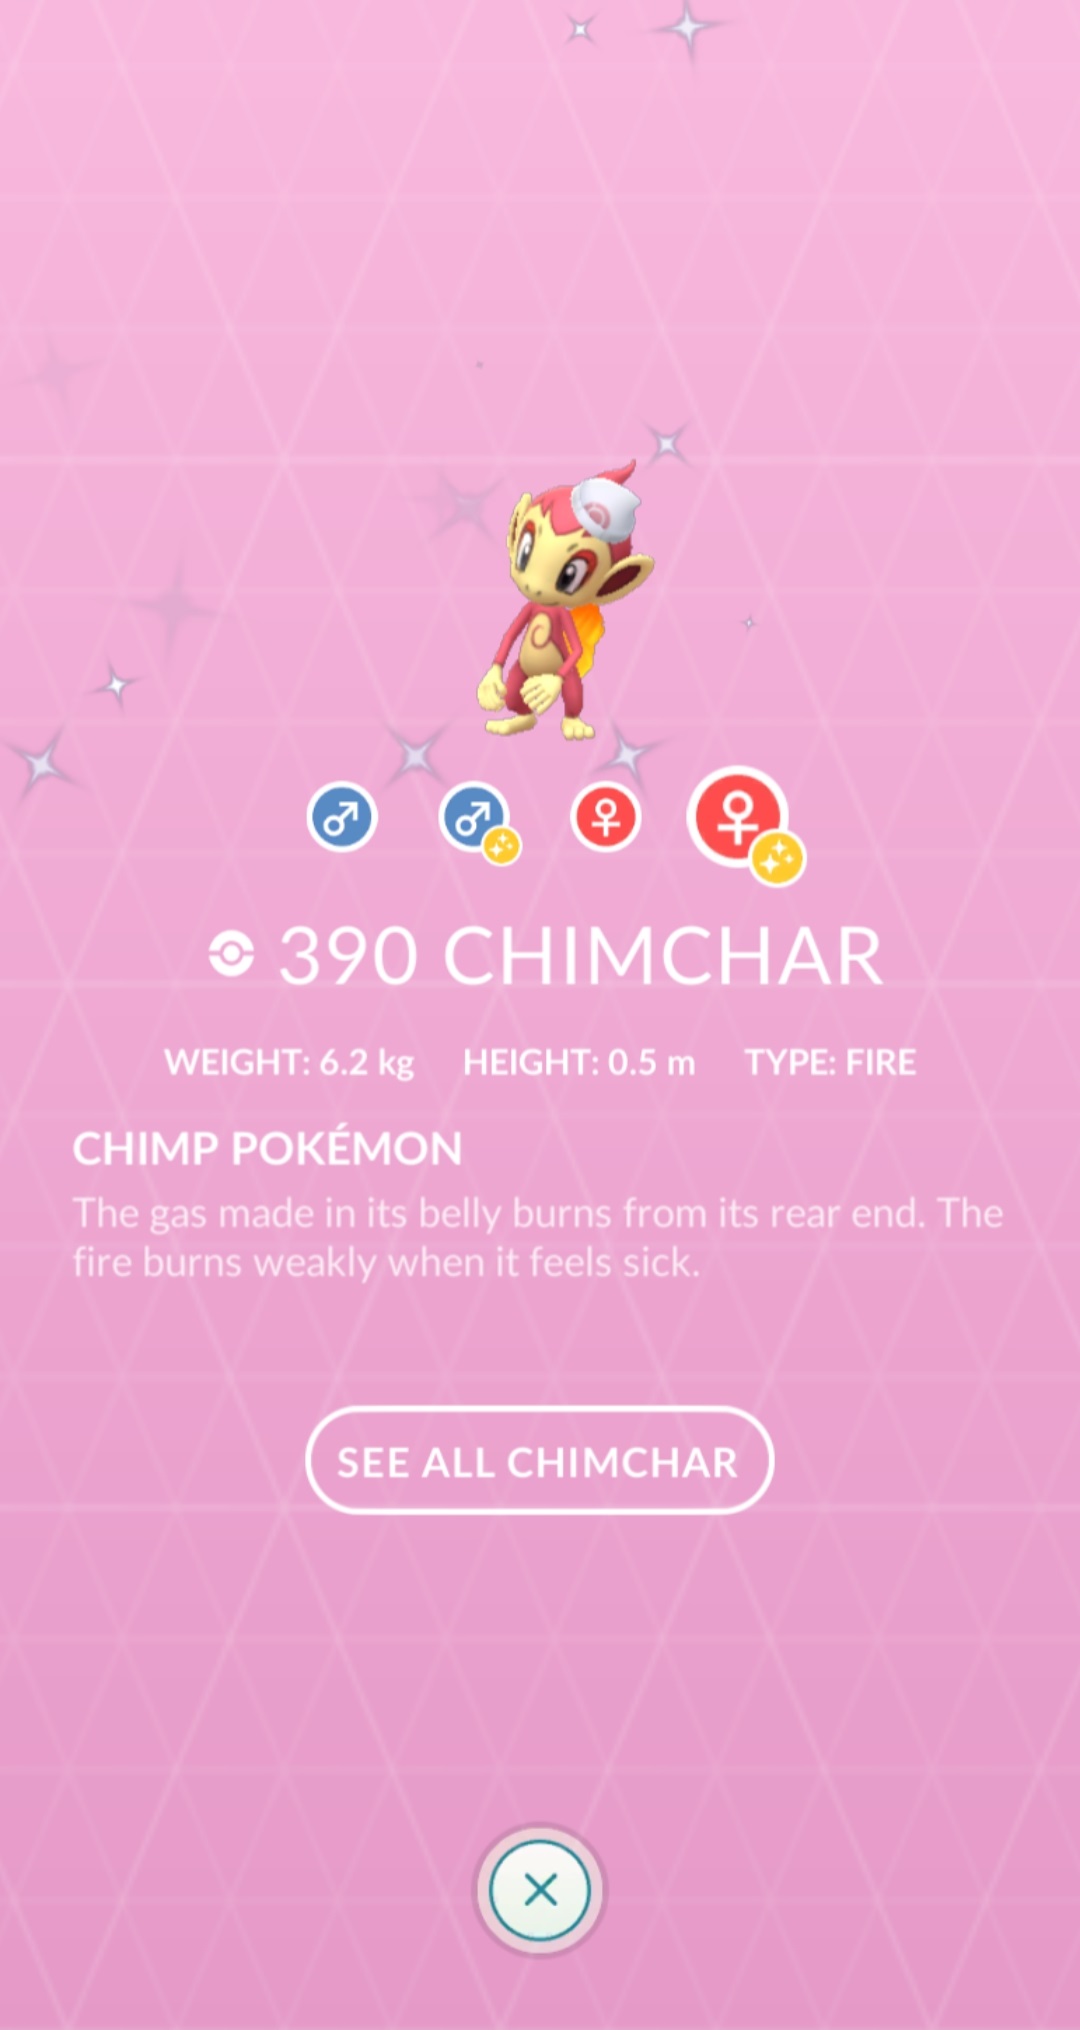 390 CHIMCHAR
WEIGHT: 6.2 kg HEIGHT: 0.5 m TYPE: FIRE
CHIMP POKÉMON
The gas made in its belly burns from its rear end. The
fire burns weakly when it feels sick.
SEE ALL CHIMCHAR